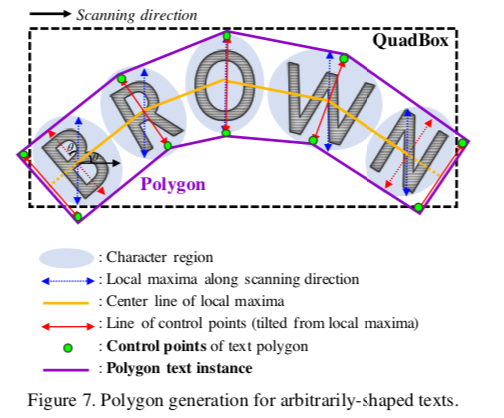 Scanning direction
QuadBox
BROWN
Polygon
: Character region
: Local maxima along scanning direction
: Center line of local maxima
: Line of control points (tilted from local maxima)
: Control points of text polygon
: Polygon text instance
Figure 7. Polygon generation for arbitrarily-shaped texts.